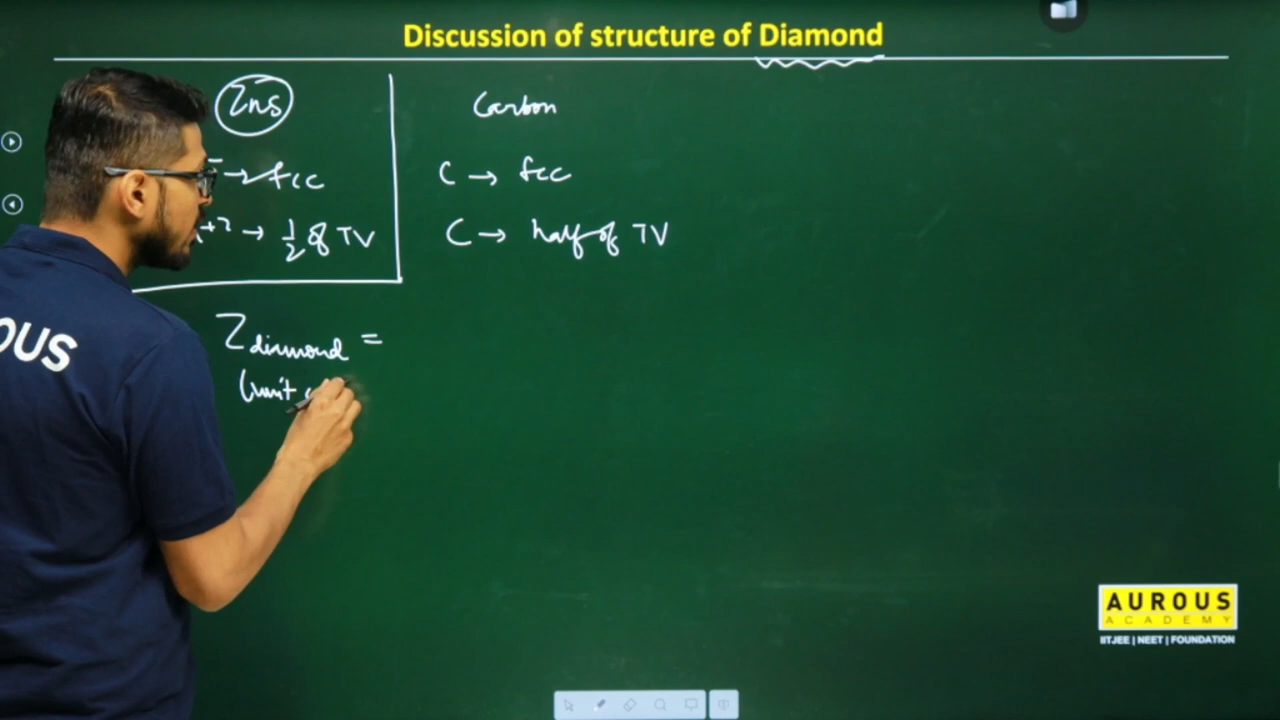 Discussion of structure of Diamond
ZnS
- → fcc
+2 → 1/2 of TV
Carbon
C → fcc
C → half of TV
Z diamond =
(unit
OUS
AUROUS
ACADEMY
IITJEE | NEET | FOUNDATION